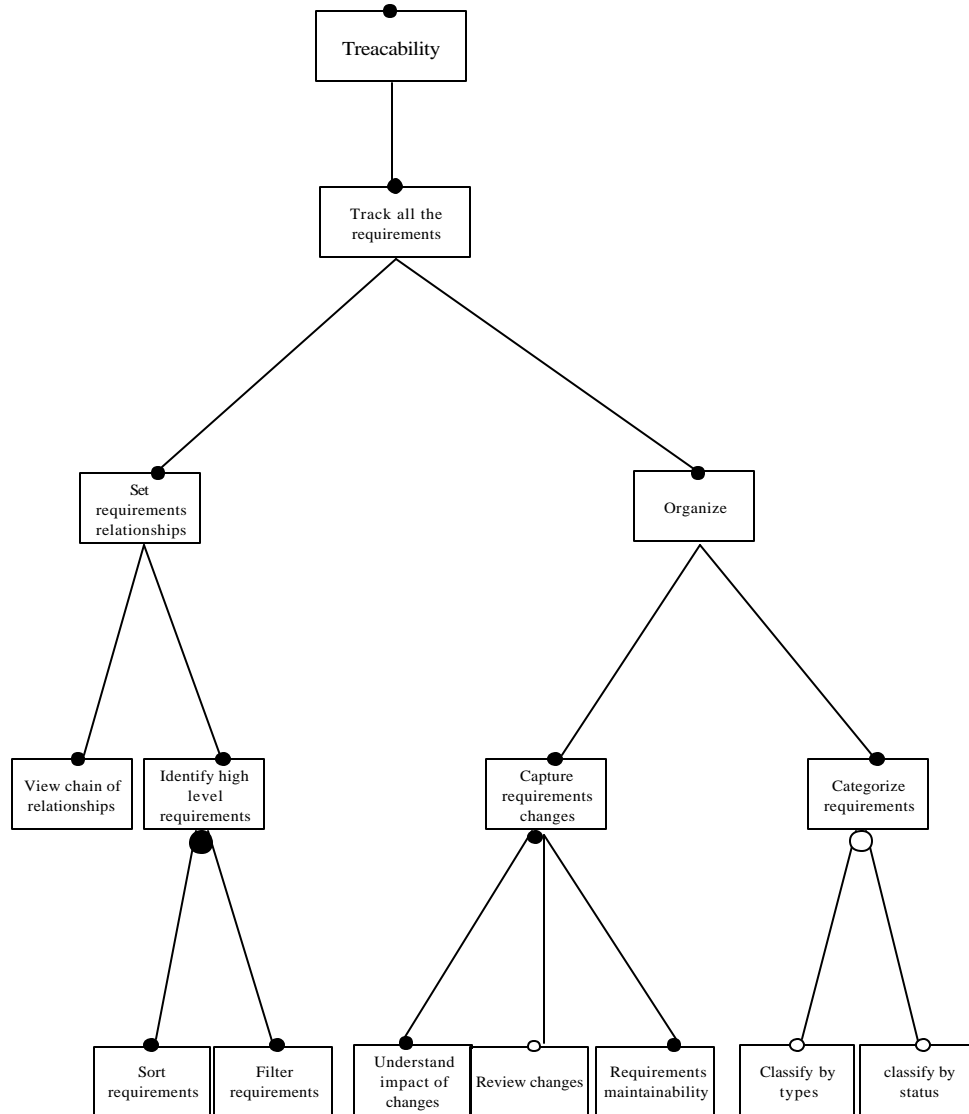 Treacability
Track all the
requirements
Set
requirements
relationships
Organize
View chain of
relationships
Identify high
level
requirements
Capture
requirements
changes
Categorize
requirements
Sort
requirements
Filter
requirements
Understand
impact of
changes
Review changes
Requirements
maintainability
Classify by
types
classify by
status